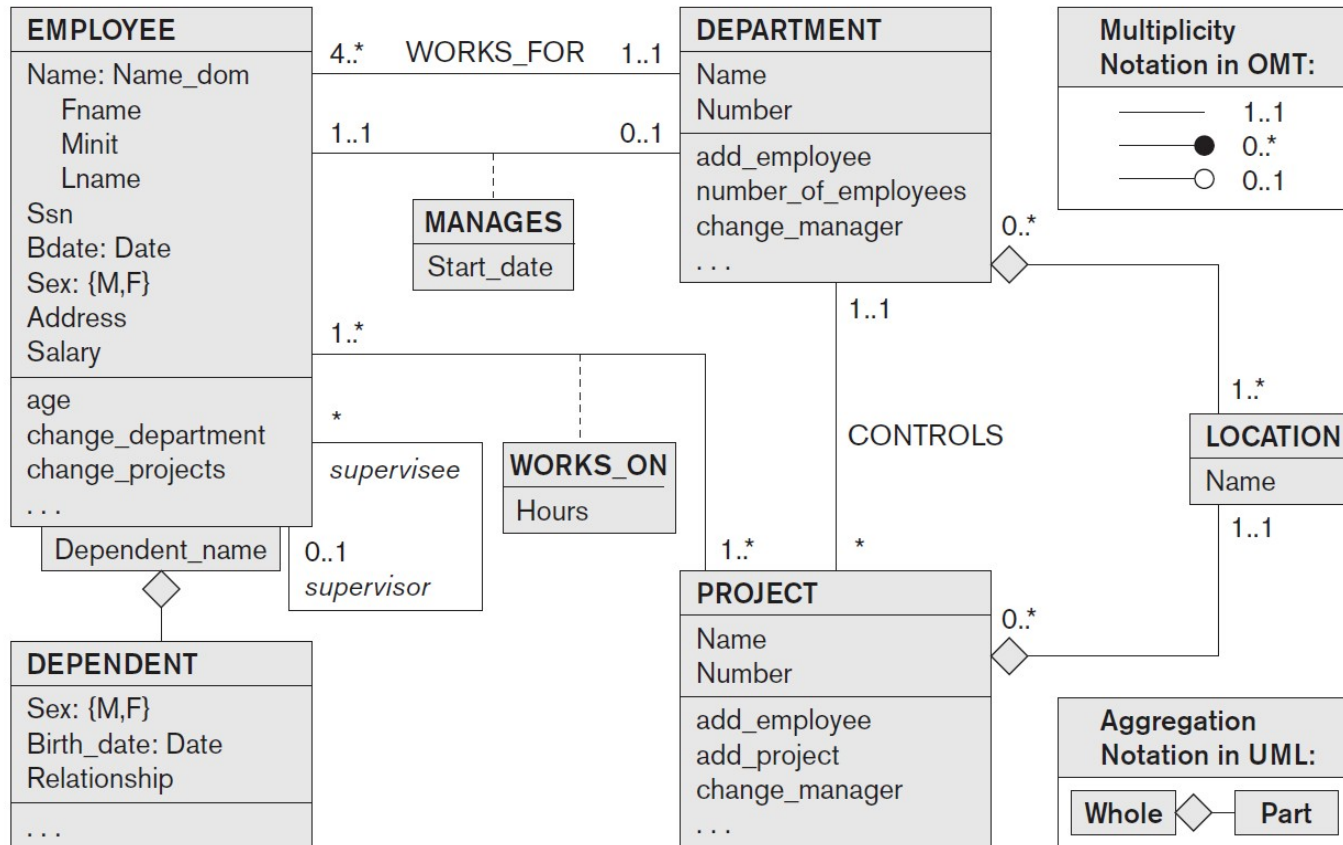 EMPLOYEE
Name: Name_dom
Fname
Minit
Lname
Ssn
Bdate: Date
Sex: {M,F}
Address
Salary
age
change_department
change_projects
. . .
Dependent_name
DEPENDENT
Sex: {M,F}
Birth_date: Date
Relationship
. . .
4..* WORKS_FOR 1..1
1..1 0..1
MANAGES
Start_date
1..*
*
supervisee
0..1
supervisor
WORKS_ON
Hours
1..*
DEPARTMENT
Name
Number
add_employee
number_of_employees
change_manager
. . .
0..*
1..1
CONTROLS
*
PROJECT
Name
Number
add_employee
add_project
change_manager
. . .
0..*
1..*
LOCATION
Name
1..1
Multiplicity
Notation in OMT:
1..1
0..*
0..1
Aggregation
Notation in UML:
Whole Part